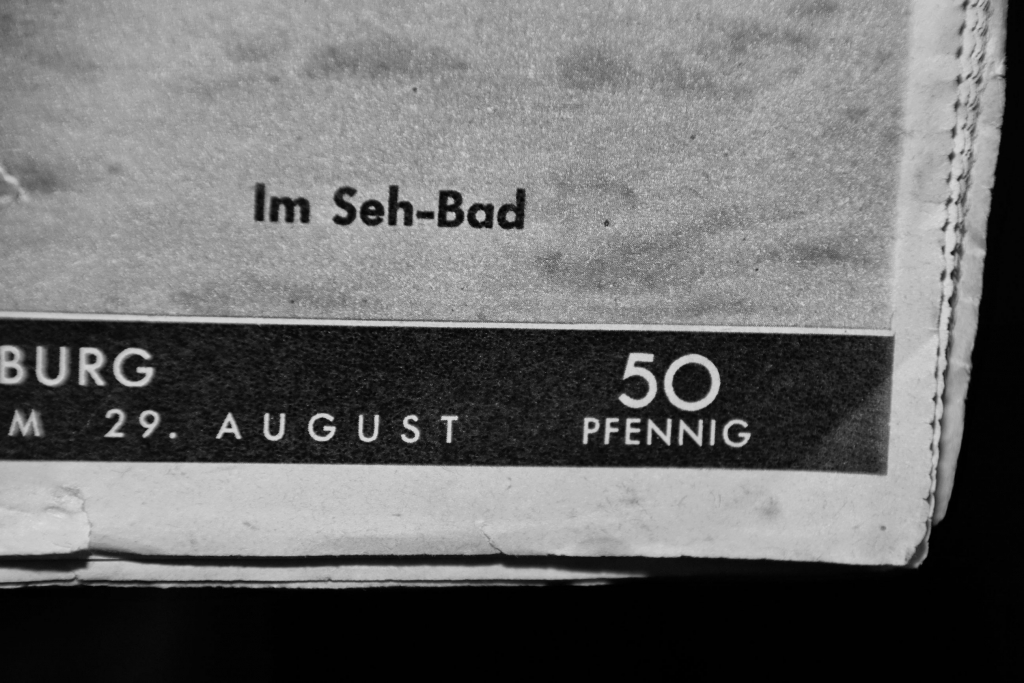 Im Seh-Bad
BURG
M 29. AUGUST
50
PFENNIG